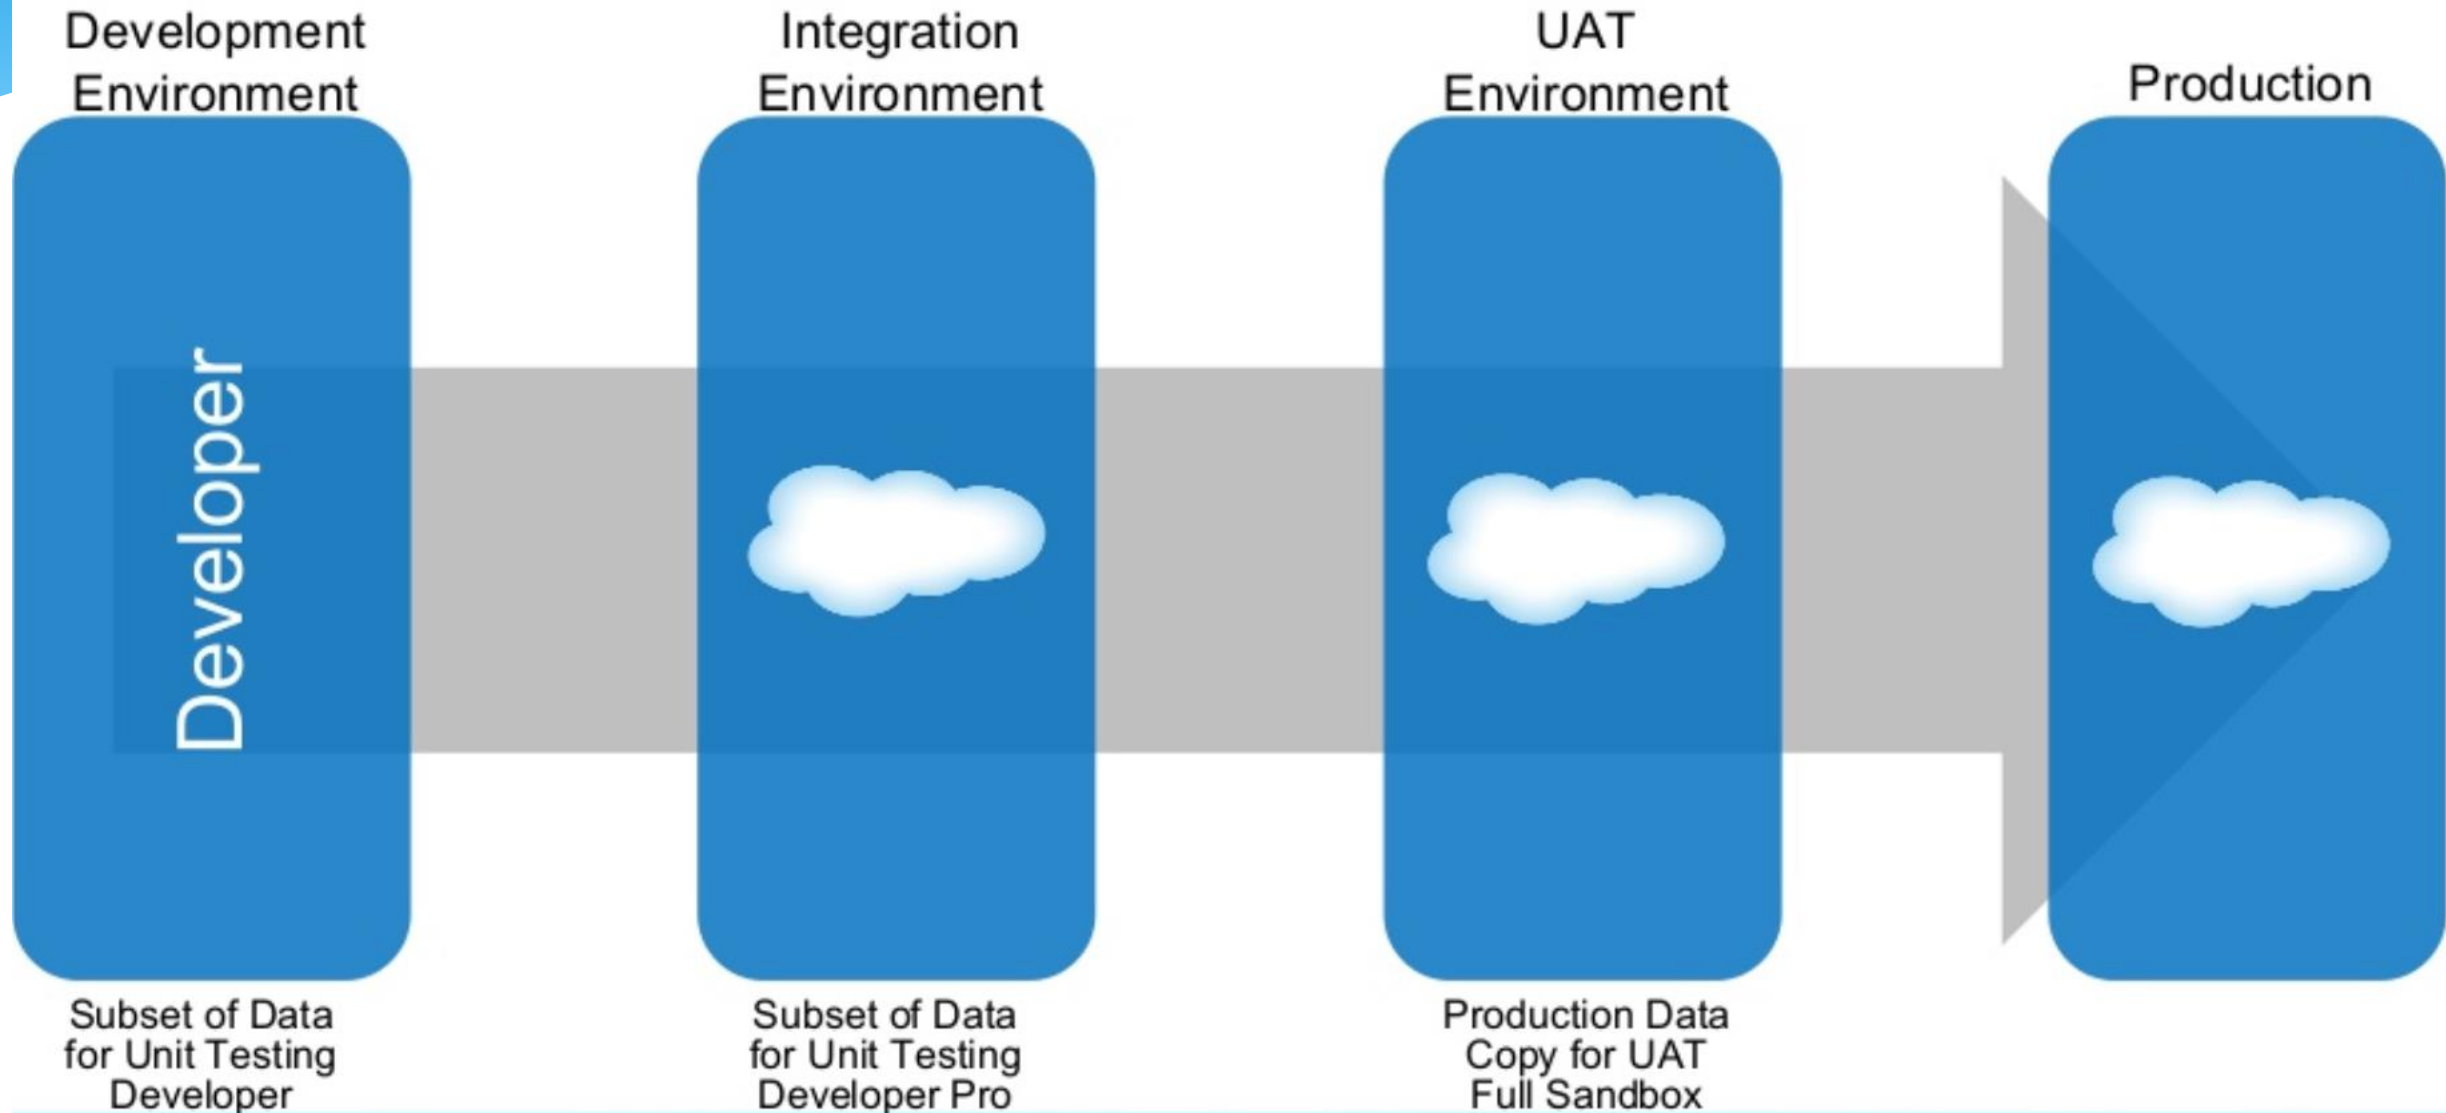 Development
Environment
Integration
Environment
UAT
Environment
Production
Developer
Subset of Data
for Unit Testing
Developer
Subset of Data
for Unit Testing
Developer Pro
Production Data
Copy for UAT
Full Sandbox